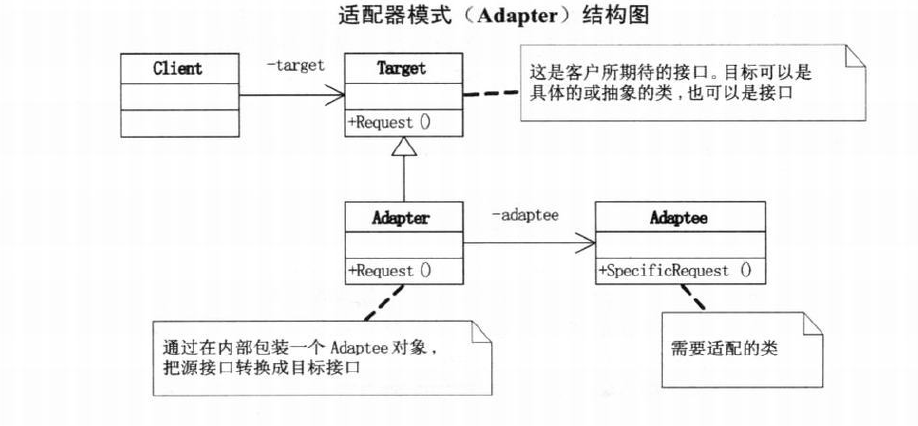 适配器模式（Adapter）结构图
Client
-target
Target
+Request()
这是客户所期待的接口。目标可以是
具体的或抽象的类,也可以是接口
Adapter
+Request()
-adaptee
Adaptee
+SpecificRequest ()
通过在内部包装一个 Adaptee 对象,
把源接口转换成目标接口
需要适配的类